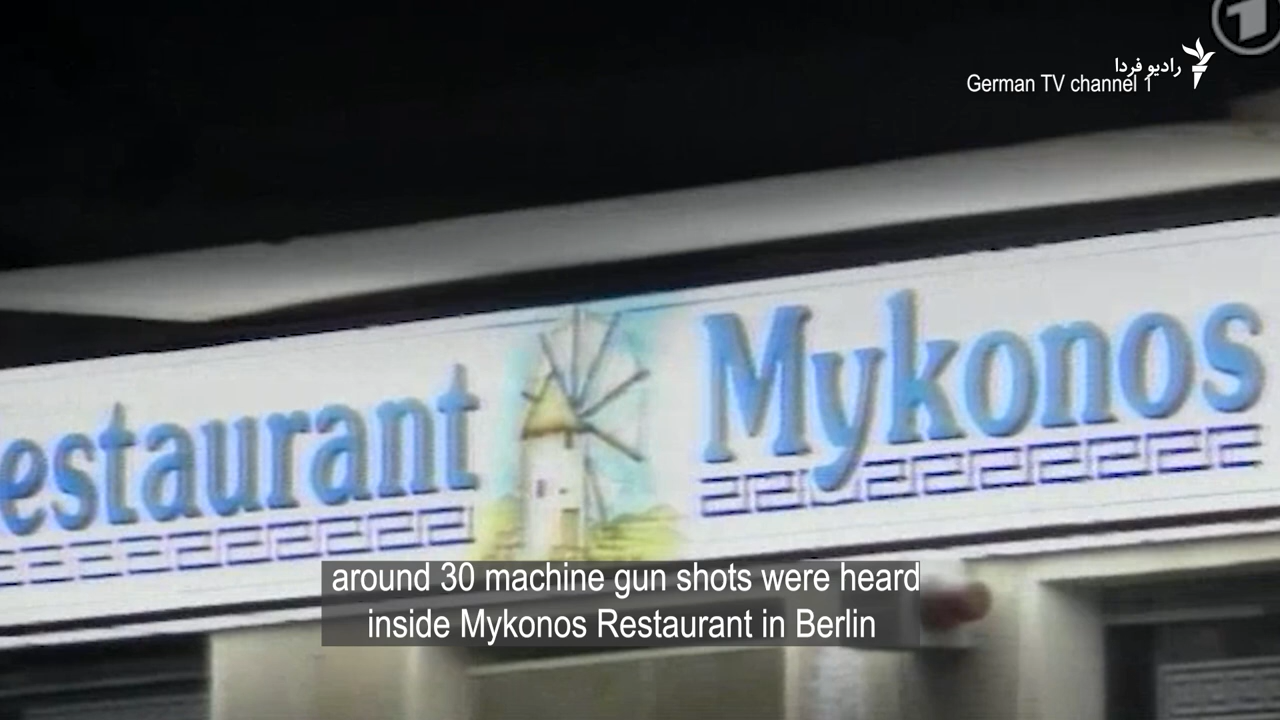 رادیو فردا
German TV channel 1
estaurant Mykonos
around 30 machine gun shots were heard
inside Mykonos Restaurant in Berlin